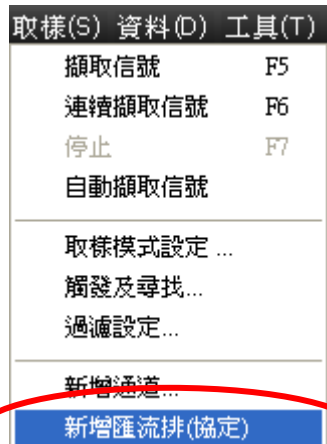 取樣(S) 資料(D) 工具(T)
擷取信號 F5
連續擷取信號 F6
停止 F7
自動擷取信號
取樣模式設定 ...
觸發及尋找...
過濾設定...
新增通道...
新增匯流排(協定)